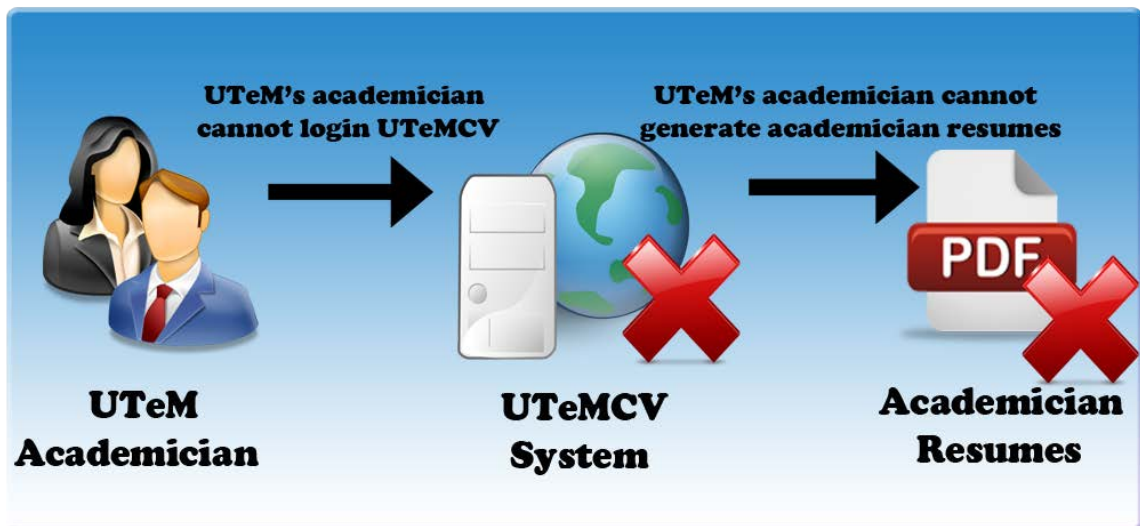 UTeM's academician
cannot login UTeMCV
UTeM's academician cannot
generate academician resumes
PDF
UTeM
Academician
UTeMCV
System
Academician
Resumes